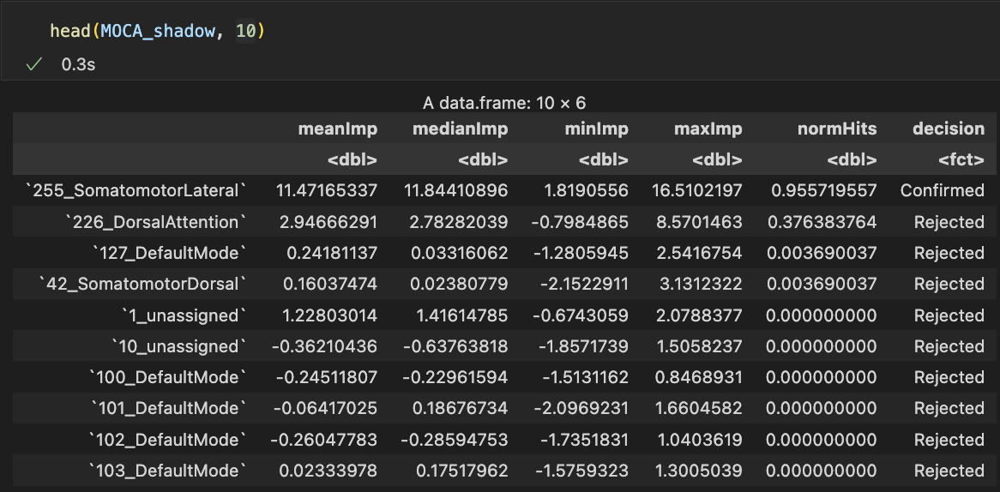 head(MOCA_shadow, 10)
0.3s
A data.frame: 10 × 6
meanImp medianImp minImp maxImp normHits decision
<dbl> <dbl> <dbl> <dbl> <dbl> <fct>
`255_SomatomotorLateral` 11.47165337 11.84410896 1.8190556 16.5102197 0.955719557 Confirmed
`226_DorsalAttention` 2.94666291 2.78282039 -0.7984865 8.5701463 0.376383764 Rejected
`127_DefaultMode` 0.24181137 0.03316062 -1.2805945 2.5416754 0.003690037 Rejected
`42_SomatomotorDorsal` 0.16037474 0.02380779 -2.1522911 3.1312322 0.003690037 Rejected
`1_unassigned` 1.22803014 1.41614785 -0.6743059 2.0788377 0.000000000 Rejected
`10_unassigned` -0.36210436 -0.63763818 -1.8571739 1.5058237 0.000000000 Rejected
`100_DefaultMode` -0.24511807 -0.22961594 -1.5131162 0.8468931 0.000000000 Rejected
`101_DefaultMode` -0.06417025 0.18676734 -2.0969231 1.6604582 0.000000000 Rejected
`102_DefaultMode` -0.26047783 -0.28594753 -1.7351831 1.0403619 0.000000000 Rejected
`103_DefaultMode` 0.02333978 0.17517962 -1.5759323 1.3005039 0.000000000 Rejected